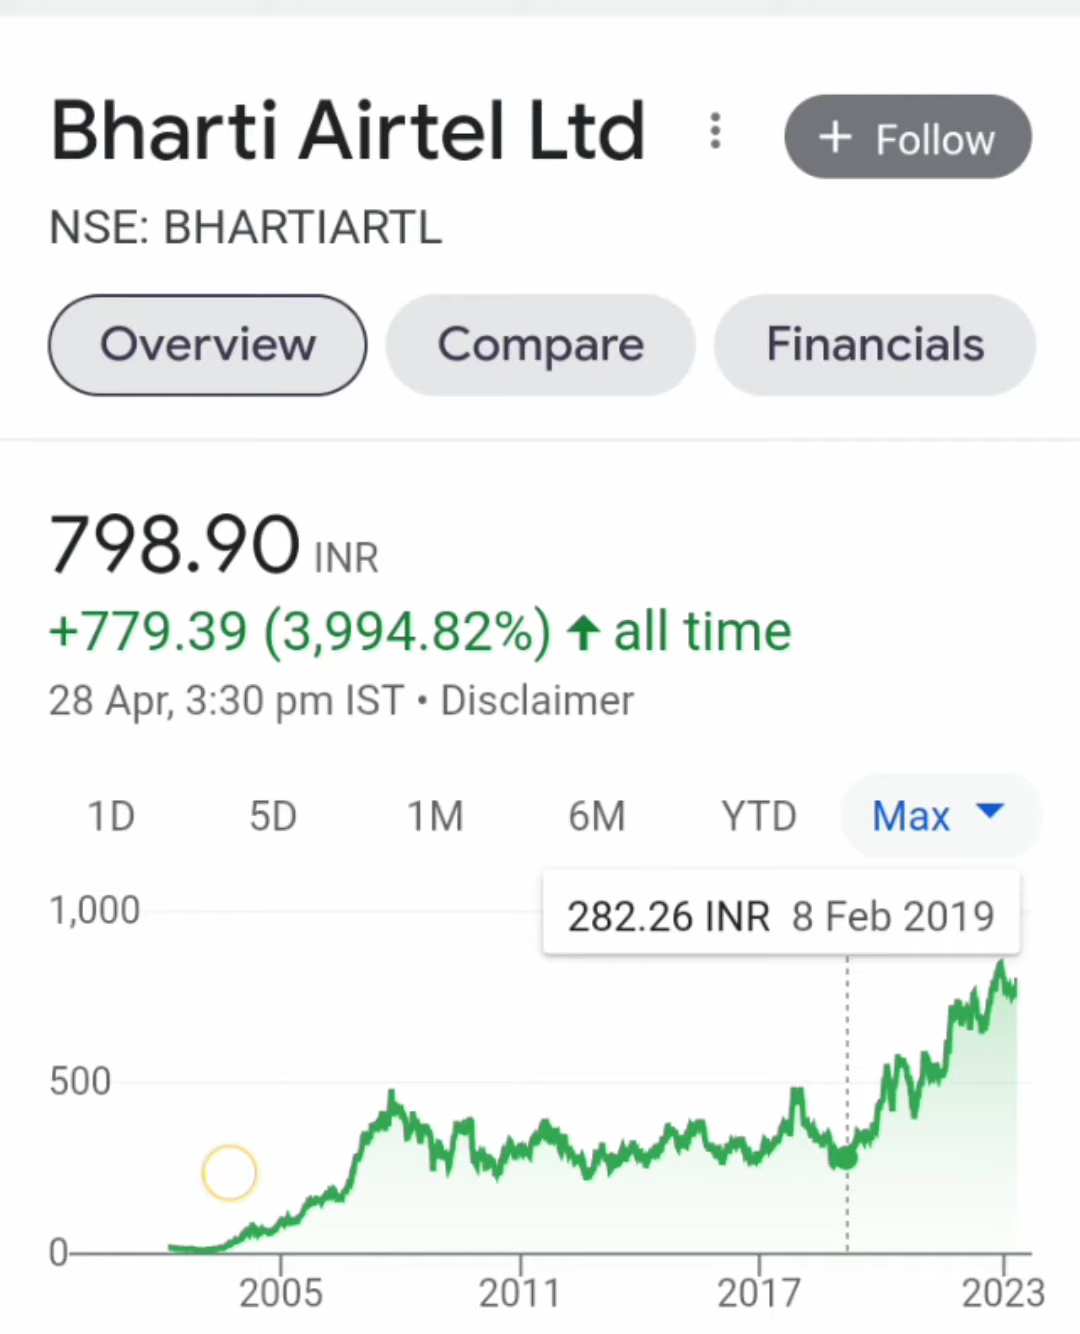 Bharti Airtel Ltd
+ Follow
NSE: BHARTIARTL
Overview Compare Financials
798.90 INR
+779.39 (3,994.82%) ↑ all time
28 Apr, 3:30 pm IST • Disclaimer
1D 5D 1M 6M YTD Max
1,000
282.26 INR 8 Feb 2019
500
0
2005 2011 2017 2023